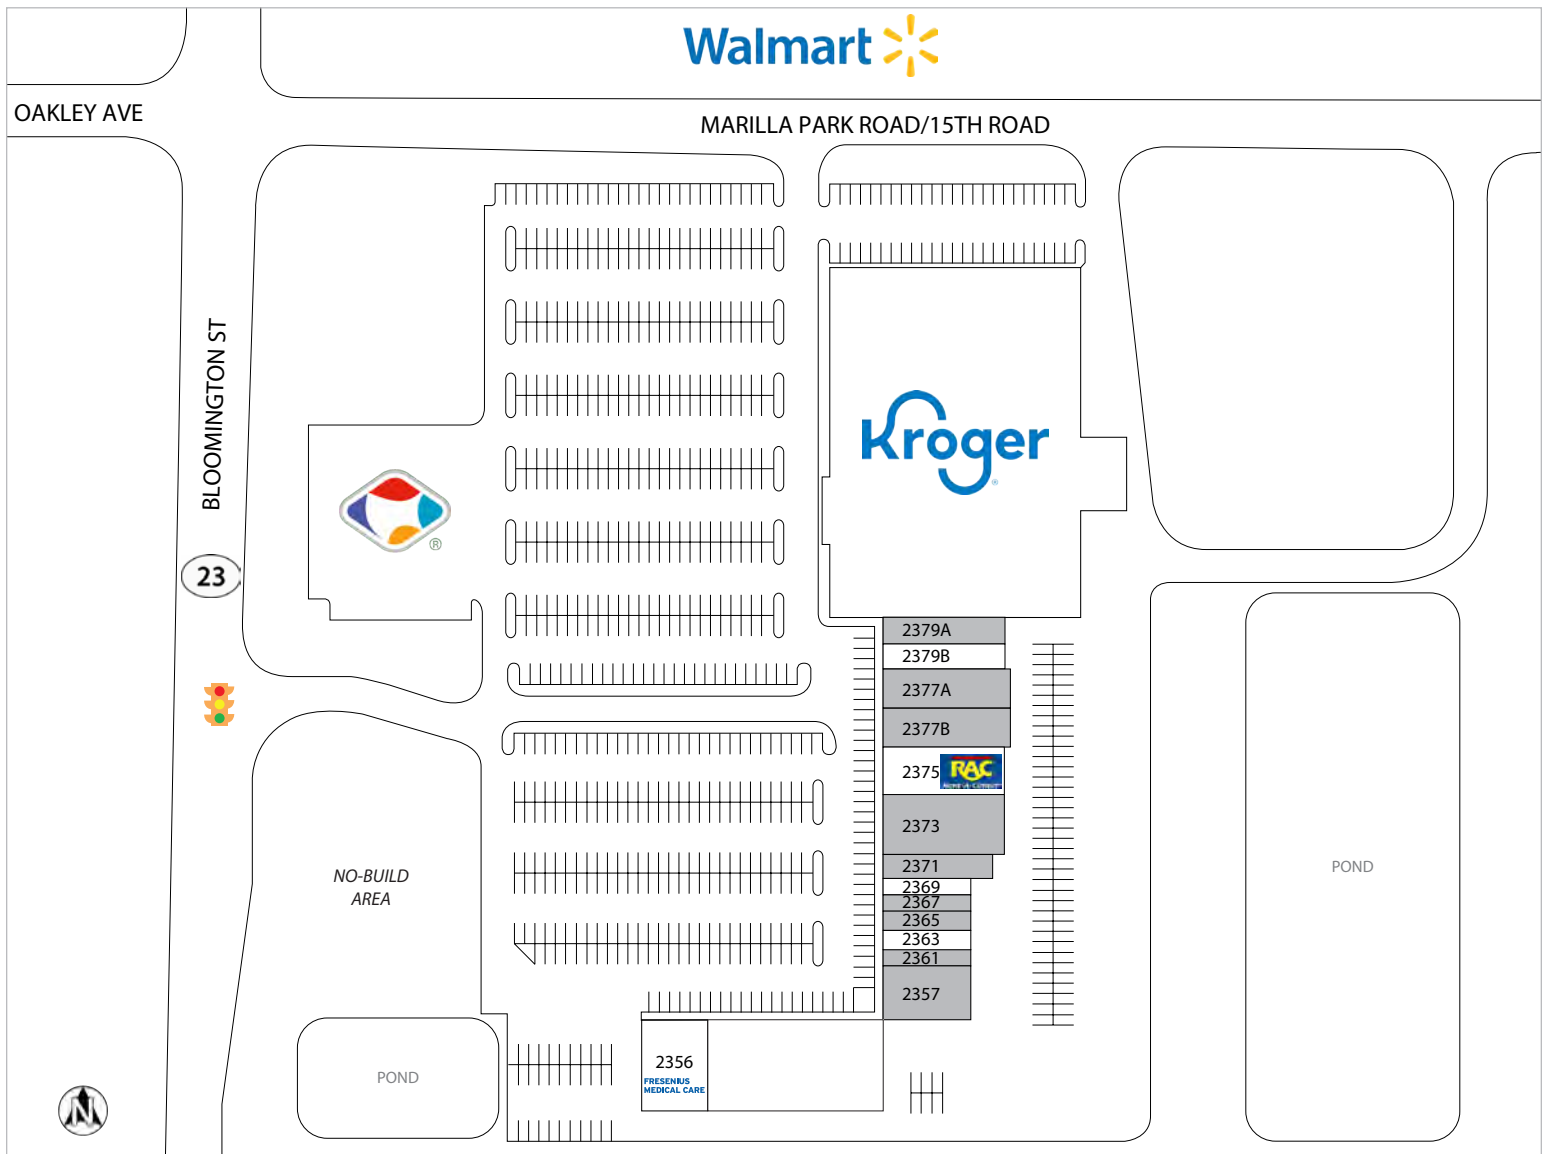 Walmart
OAKLEY AVE
MARILLA PARK ROAD/15TH ROAD
BLOOMINGTON ST
Kroger
®
®
23
2379A
2379B
2377A
2377B
2375
RAC
2373
2371
2369
2367
2365
2363
2361
2357
NO-BUILD
AREA
POND
POND
2356
FRESENIUS
MEDICAL CARE
N